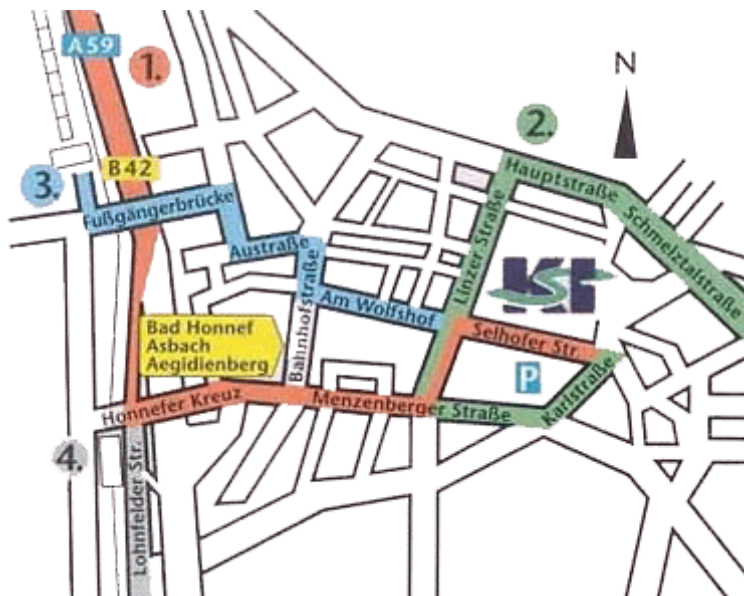 A59
1.
N
2.
B42
Hauptstraße
3.
Fußgängerbrücke
Schmelztalstraße
Austraße
Linzer Straße
KSI
Am Wolfshof
Bahnhofstraße
Bad Honnef
Asbach
Aegidienberg
Selhofer Str.
P
Karlstraße
Honnefer Kreuz
Menzenberger Straße
4.
Lohnfelder Str.